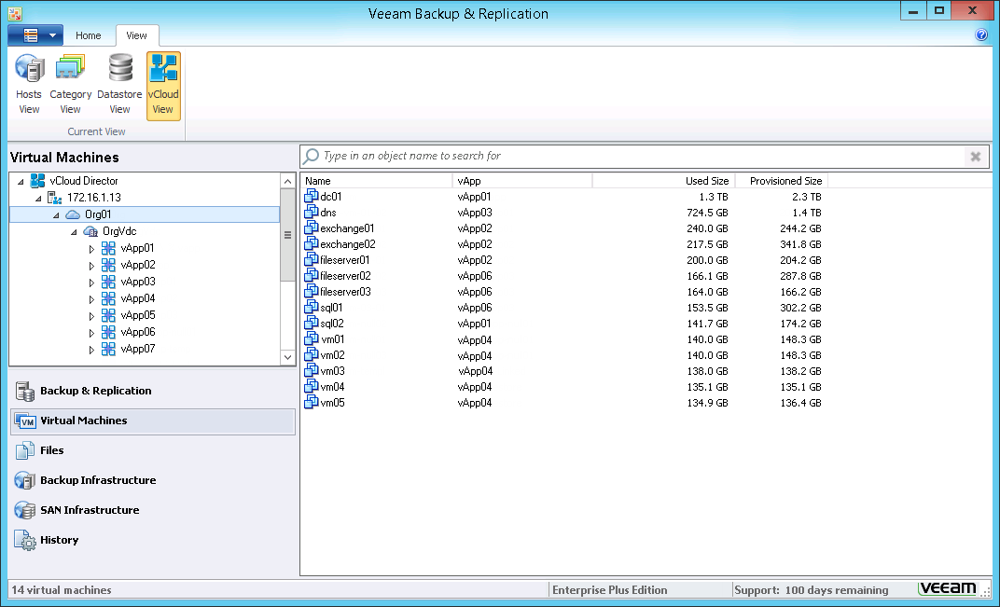 Veeam Backup & Replication
Home View
Hosts View
Category View
Datastore View
vCloud View
Current View
Virtual Machines
vCloud Director
172.16.1.13
Org01
OrgVdc
vApp01
vApp02
vApp03
vApp04
vApp05
vApp06
vApp07
Backup & Replication
VM Virtual Machines
Files
Backup Infrastructure
SAN Infrastructure
History
Type in an object name to search for
Name vApp Used Size Provisioned Size
dc01 vApp01 1.3 TB 2.3 TB
dns vApp03 724.5 GB 1.4 TB
exchange01 vApp02 240.0 GB 244.2 GB
exchange02 vApp02 217.5 GB 341.8 GB
fileserver01 vApp02 200.0 GB 204.2 GB
fileserver02 vApp06 166.1 GB 287.8 GB
fileserver03 vApp06 164.0 GB 166.2 GB
sql01 vApp06 153.5 GB 302.2 GB
sql02 vApp01 141.7 GB 174.2 GB
vm01 vApp04 140.0 GB 148.3 GB
vm02 vApp04 140.0 GB 148.3 GB
vm03 vApp04 138.0 GB 138.2 GB
vm04 vApp04 135.1 GB 135.1 GB
vm05 vApp04 134.9 GB 136.4 GB
14 virtual machines Enterprise Plus Edition Support: 100 days remaining veeam